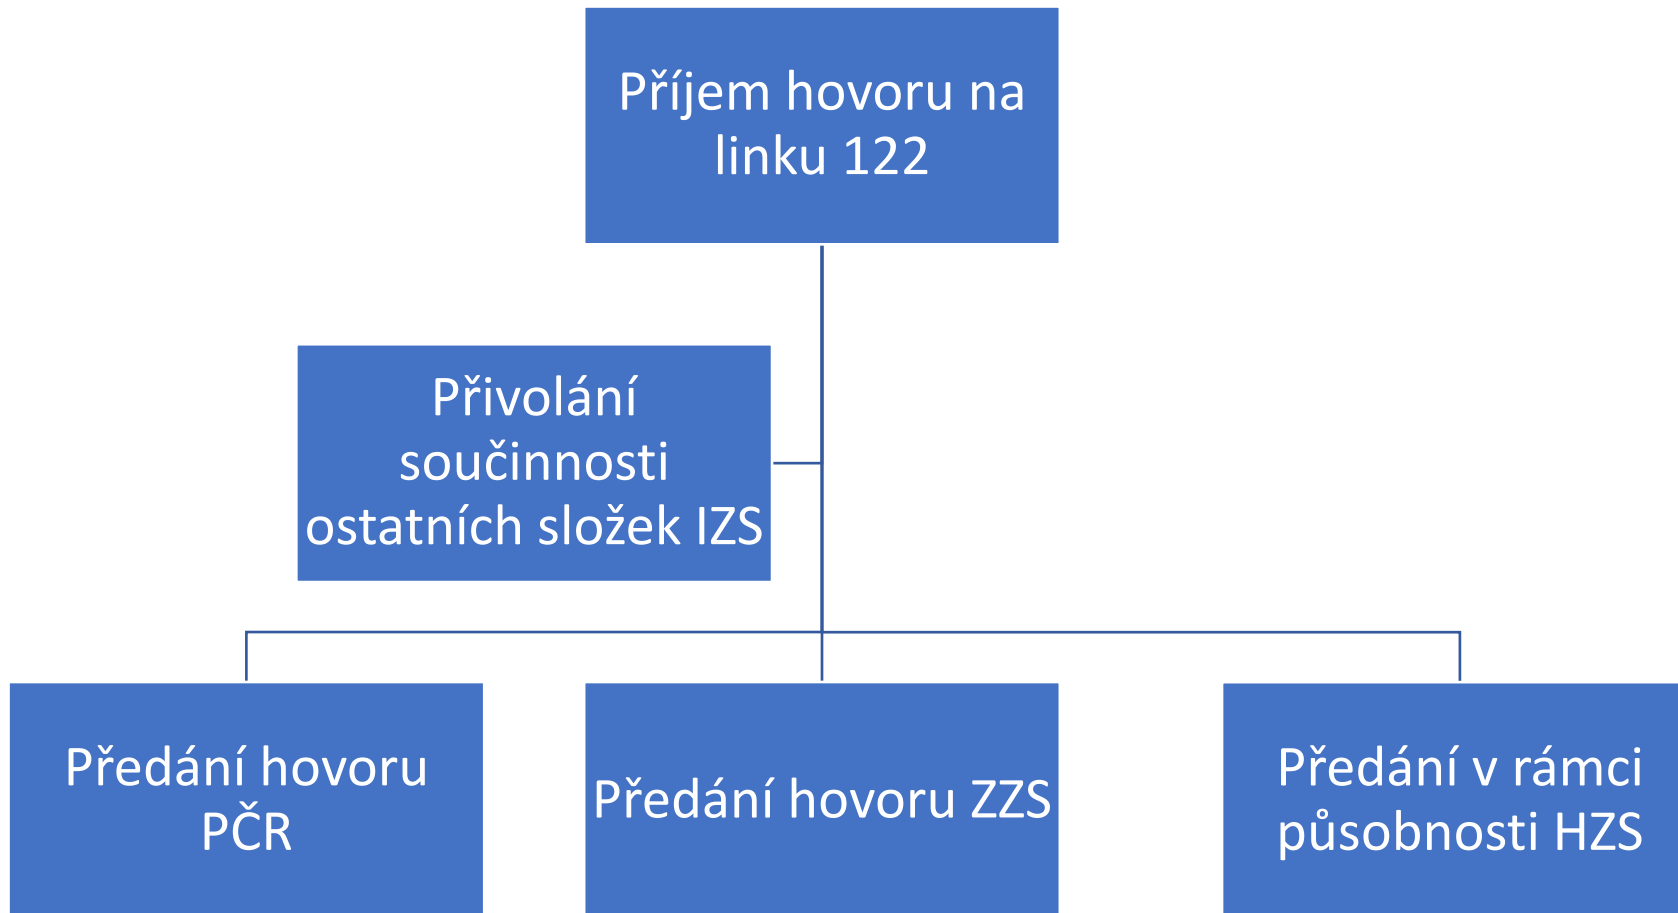 Příjem hovoru na
linku 122
Přivolání
součinnosti
ostatních složek IZS
Předání hovoru
PČR
Předání hovoru ZZS
Předání v rámci
působnosti HZS